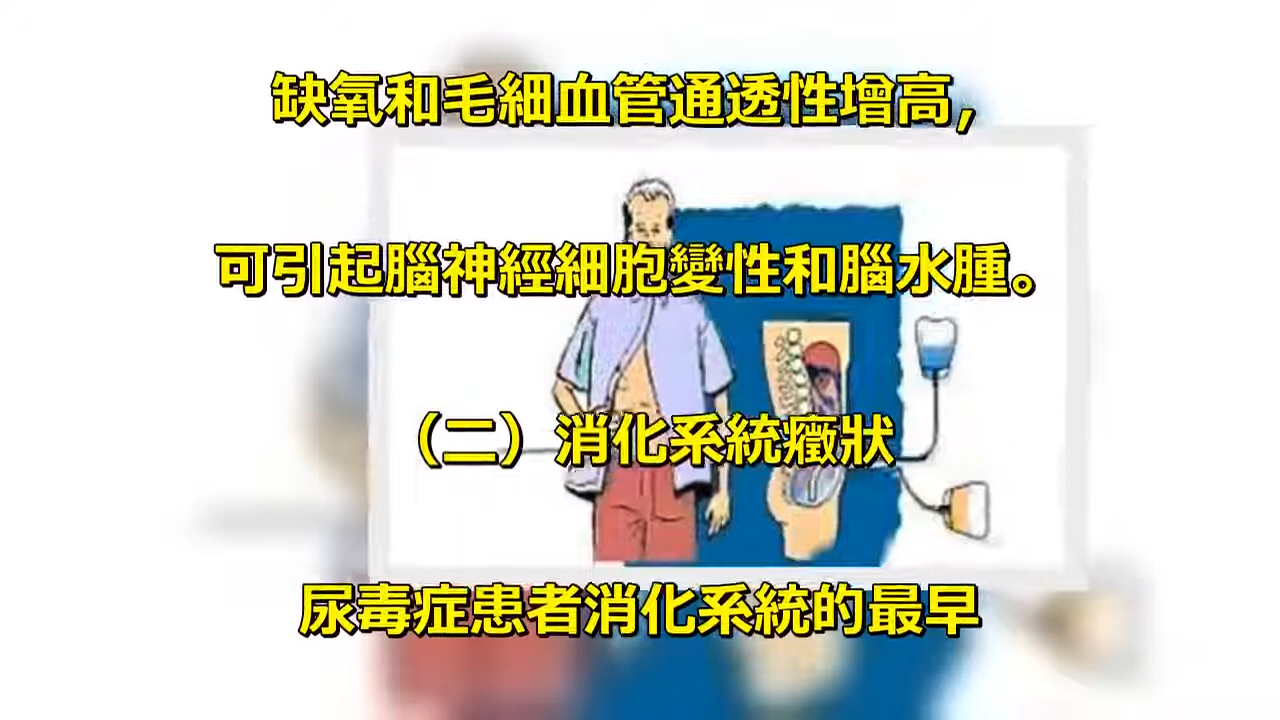 缺氧和毛細血管通透性增高，
可引起腦神經細胞變性和腦水腫。
（二）消化系統癥狀
尿毒症患者消化系統的最早